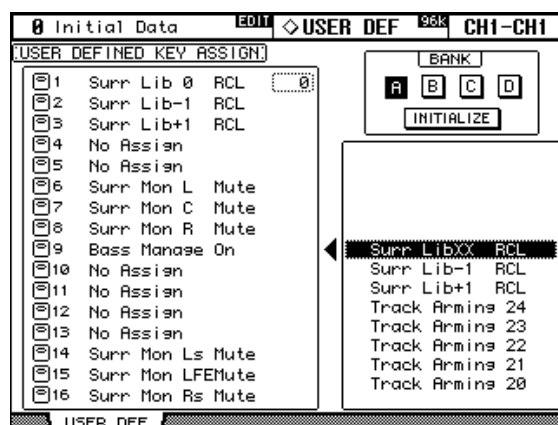 0 Initial Data EDIT ◇USER DEF 96k CH1-CH1
USER DEFINED KEY ASSIGN
BANK
A B C D
INITIALIZE
1 Surr Lib 0 RCL 0
2 Surr Lib-1 RCL
3 Surr Lib+1 RCL
4 No Assign
5 No Assign
6 Surr Mon L Mute
7 Surr Mon C Mute
8 Surr Mon R Mute
9 Bass Manage On
10 No Assign
11 No Assign
12 No Assign
13 No Assign
14 Surr Mon Ls Mute
15 Surr Mon LFEMute
16 Surr Mon Rs Mute
Surr LibXX RCL
Surr Lib-1 RCL
Surr Lib+1 RCL
Track Arming 24
Track Arming 23
Track Arming 22
Track Arming 21
Track Arming 20
USER DEF